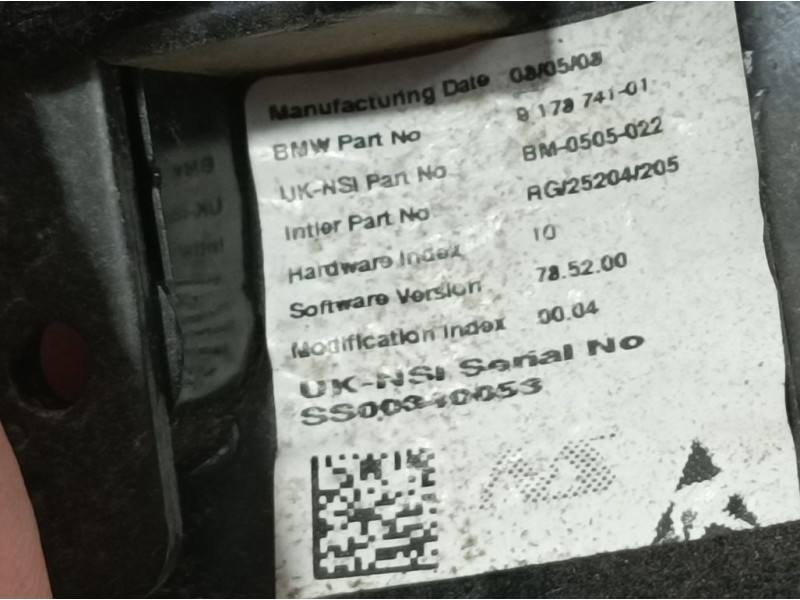 Manufacturing Date 08/05/08
BMW Part No 9 178 741-01
UK-NSI Part No BM-0505-022
Intier Part No RG/25204/205
Hardware Index 10
Software Version 78.52.00
Modification Index 00.04
UK-NSI Serial No
SS00340053